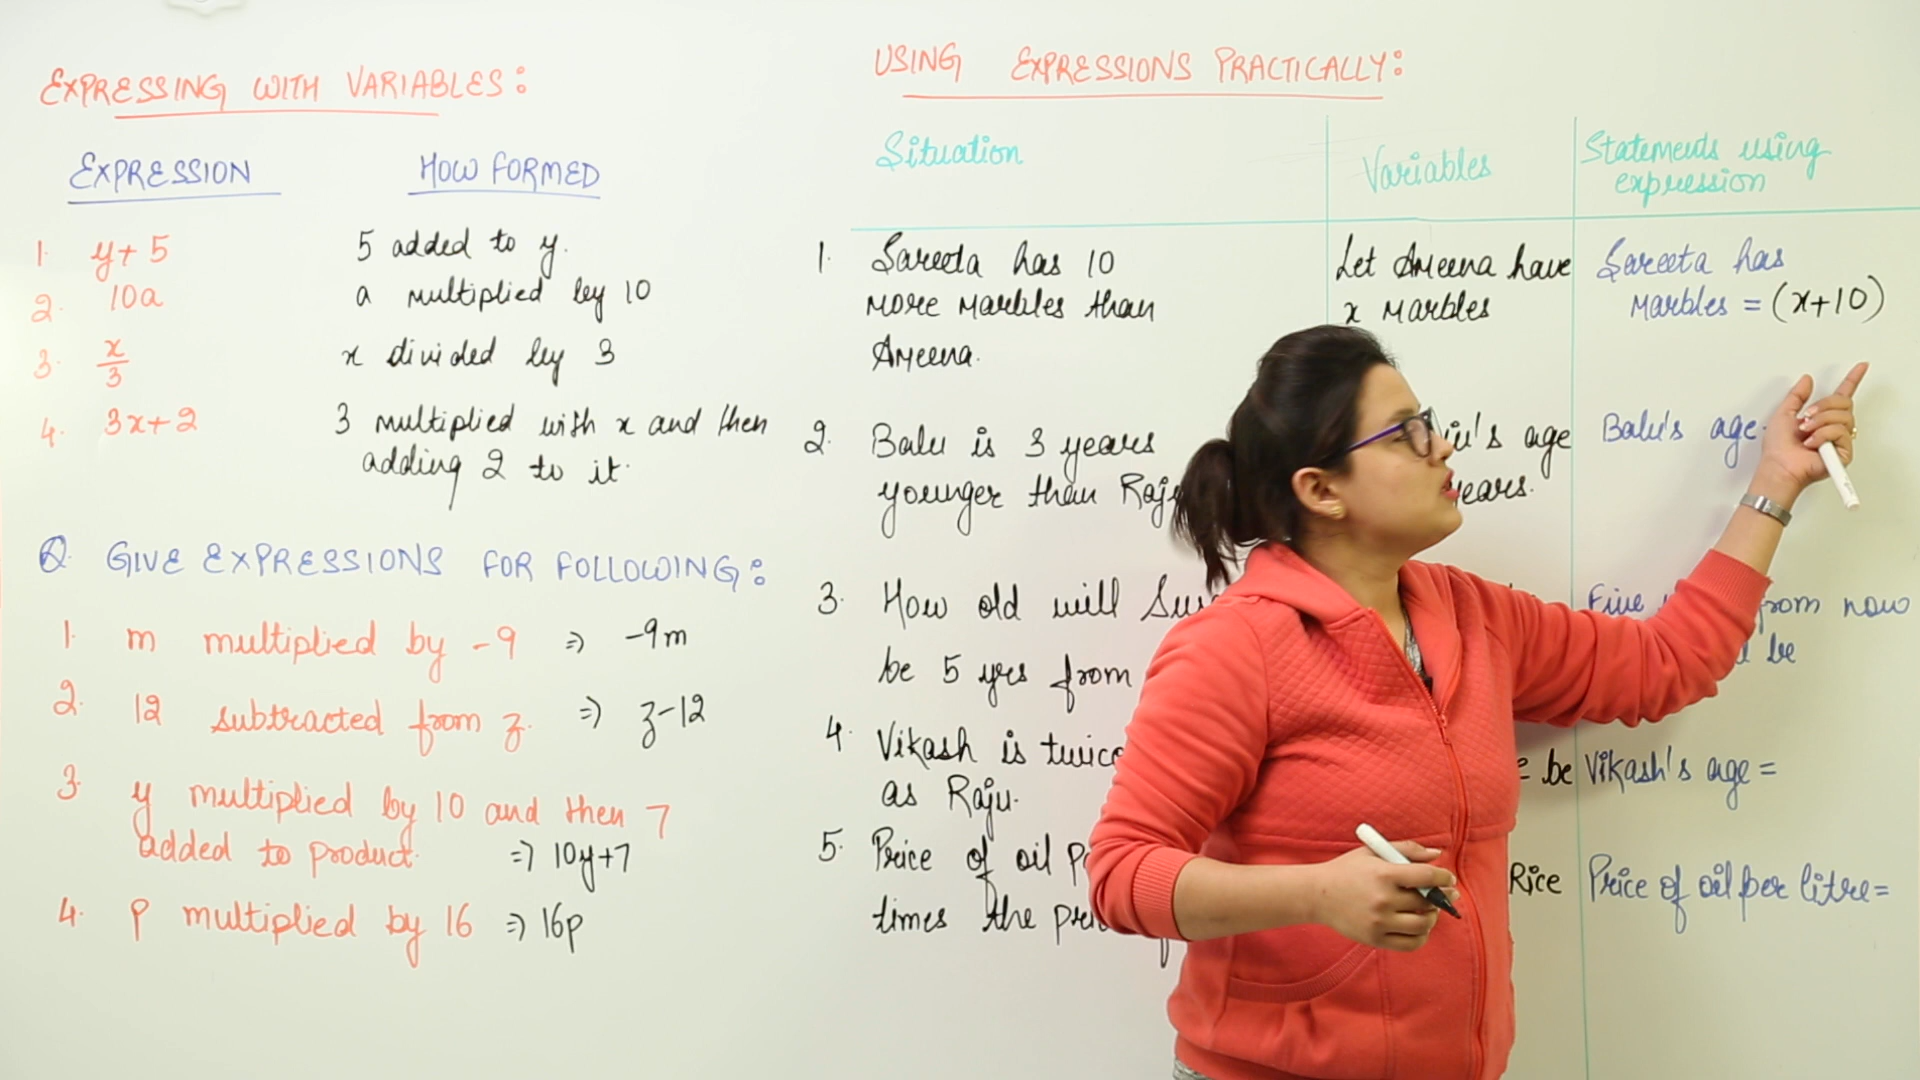 EXPRESSING WITH VARIABLES:
EXPRESSION HOW FORMED
1. y+5 5 added to y.
2. 10a a multiplied by 10
3. x/3 x divided by 3
4. 3x+2 3 multiplied with x and then
adding 2 to it.
Q. GIVE EXPRESSIONS FOR FOLLOWING:
1. m multiplied by -9 => -9m
2. 12 subtracted from z. => z-12
3. y multiplied by 10 and then 7
added to product. => 10y+7
4. p multiplied by 16 => 16p
USING EXPRESSIONS PRACTICALLY:
Situation Variables Statements using
expression
1. Sareeta has 10
more marbles than
Ameena.
Let Ameena have
x marbles
Sareeta has
marbles = (x+10)
2. Balu is 3 years
younger than
age
years.
Balu's age
3. How old will
be 5 yrs from
Five from now
be
4. Vikash is twice
as Raju.
be
Vikash's age =
5. Price of oil
times the
Rice
Price of oil per litre =